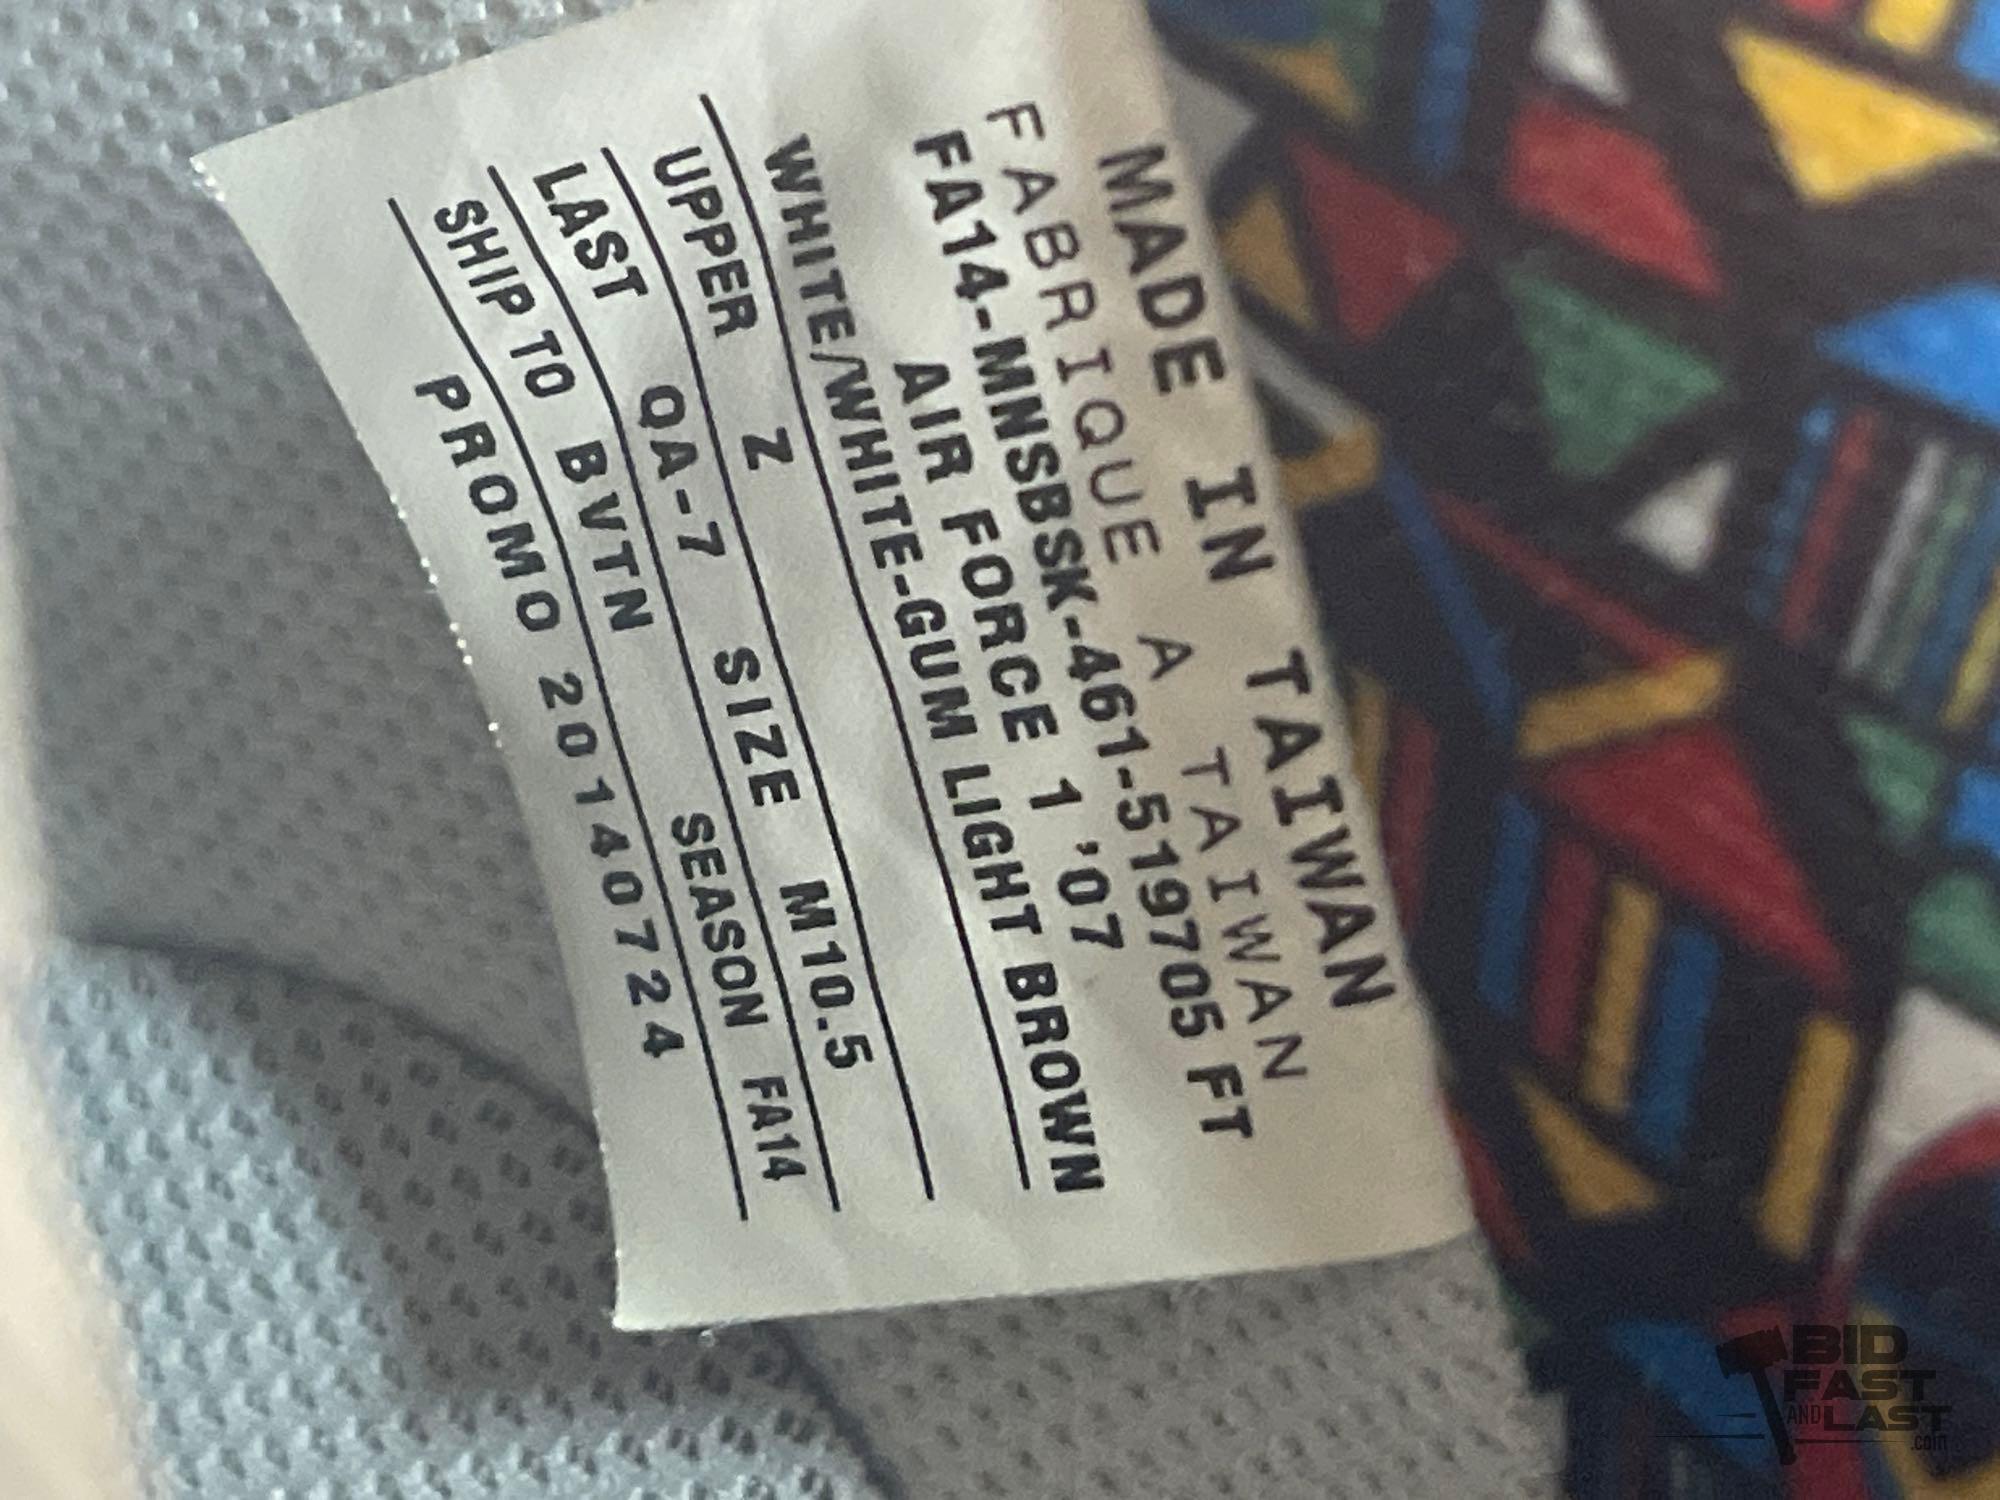 MADE IN TAIWAN
FABRIQUE A TAIWAN
FA14-MNSBSK-461-519705 FT
AIR FORCE 1 '07
WHITE/WHITE-GUM LIGHT BROWN
UPPER Z SIZE M10.5
LAST QA-7 SEASON FA14
SHIP TO BVTN
PROMO 20140724
BID
FAST
AND LAST
.com